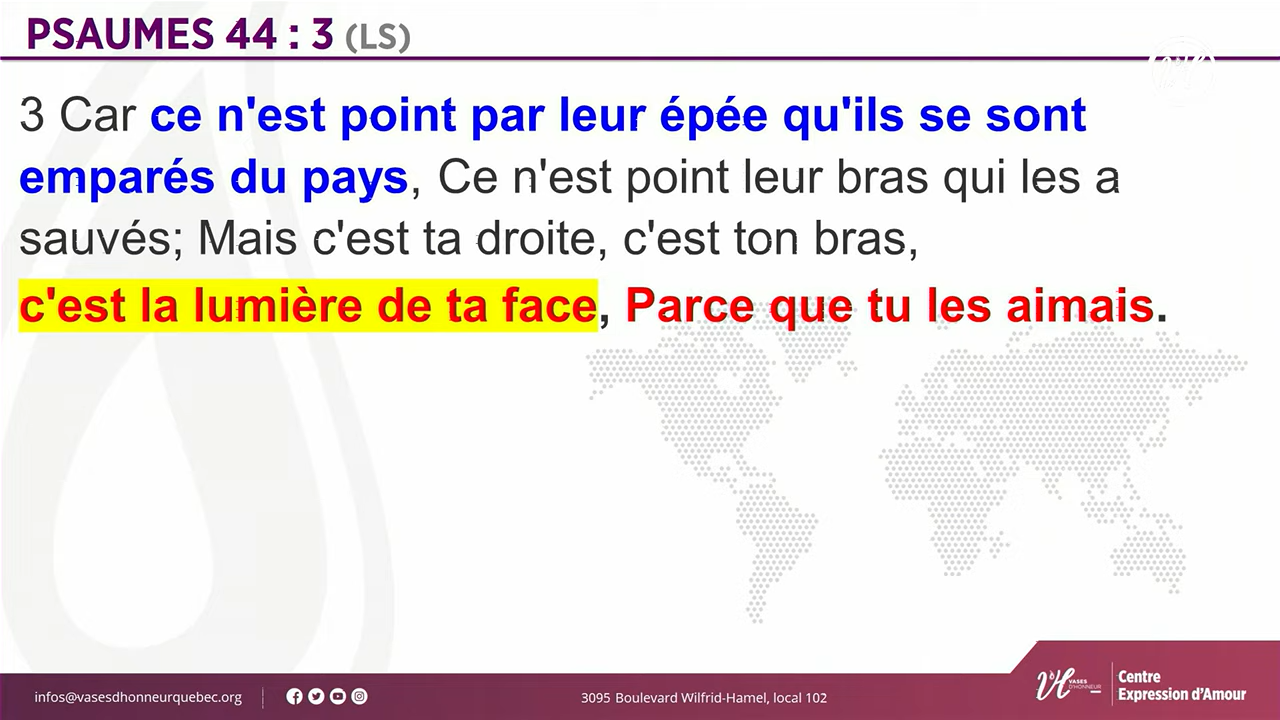 PSAUMES 44 : 3 (LS)
3 Car ce n'est point par leur épée qu'ils se sont
emparés du pays, Ce n'est point leur bras qui les a
sauvés; Mais c'est ta droite, c'est ton bras,
c'est la lumière de ta face, Parce que tu les aimais.
infos@vasesdhonneurquebec.org
3095 Boulevard Wilfrid-Hamel, local 102
VASES
D'HONNEUR
Centre
Expression d'Amour